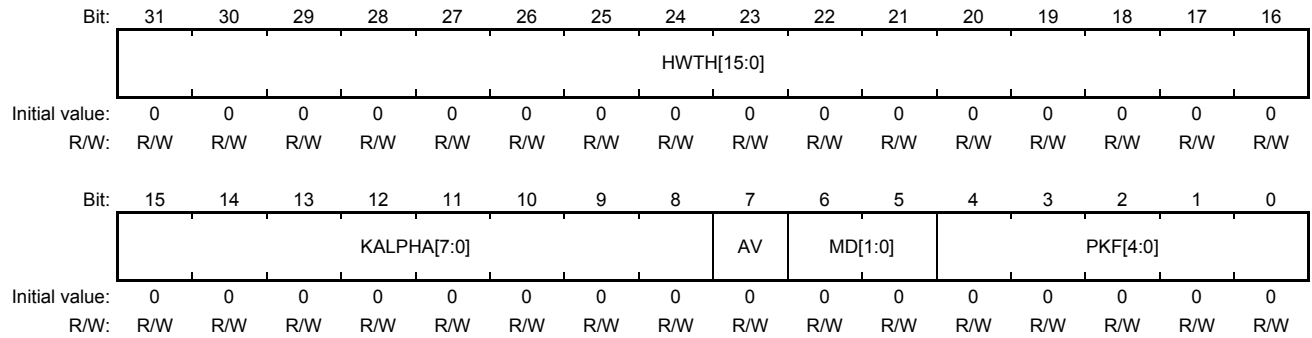 Bit: 31 30 29 28 27 26 25 24 23 22 21 20 19 18 17 16
HWTH[15:0]
Initial value: 0 0 0 0 0 0 0 0 0 0 0 0 0 0 0 0
R/W: R/W R/W R/W R/W R/W R/W R/W R/W R/W R/W R/W R/W R/W R/W R/W R/W
Bit: 15 14 13 12 11 10 9 8 7 6 5 4 3 2 1 0
KALPHA[7:0] AV MD[1:0] PKF[4:0]
Initial value: 0 0 0 0 0 0 0 0 0 0 0 0 0 0 0 0
R/W: R/W R/W R/W R/W R/W R/W R/W R/W R/W R/W R/W R/W R/W R/W R/W R/W